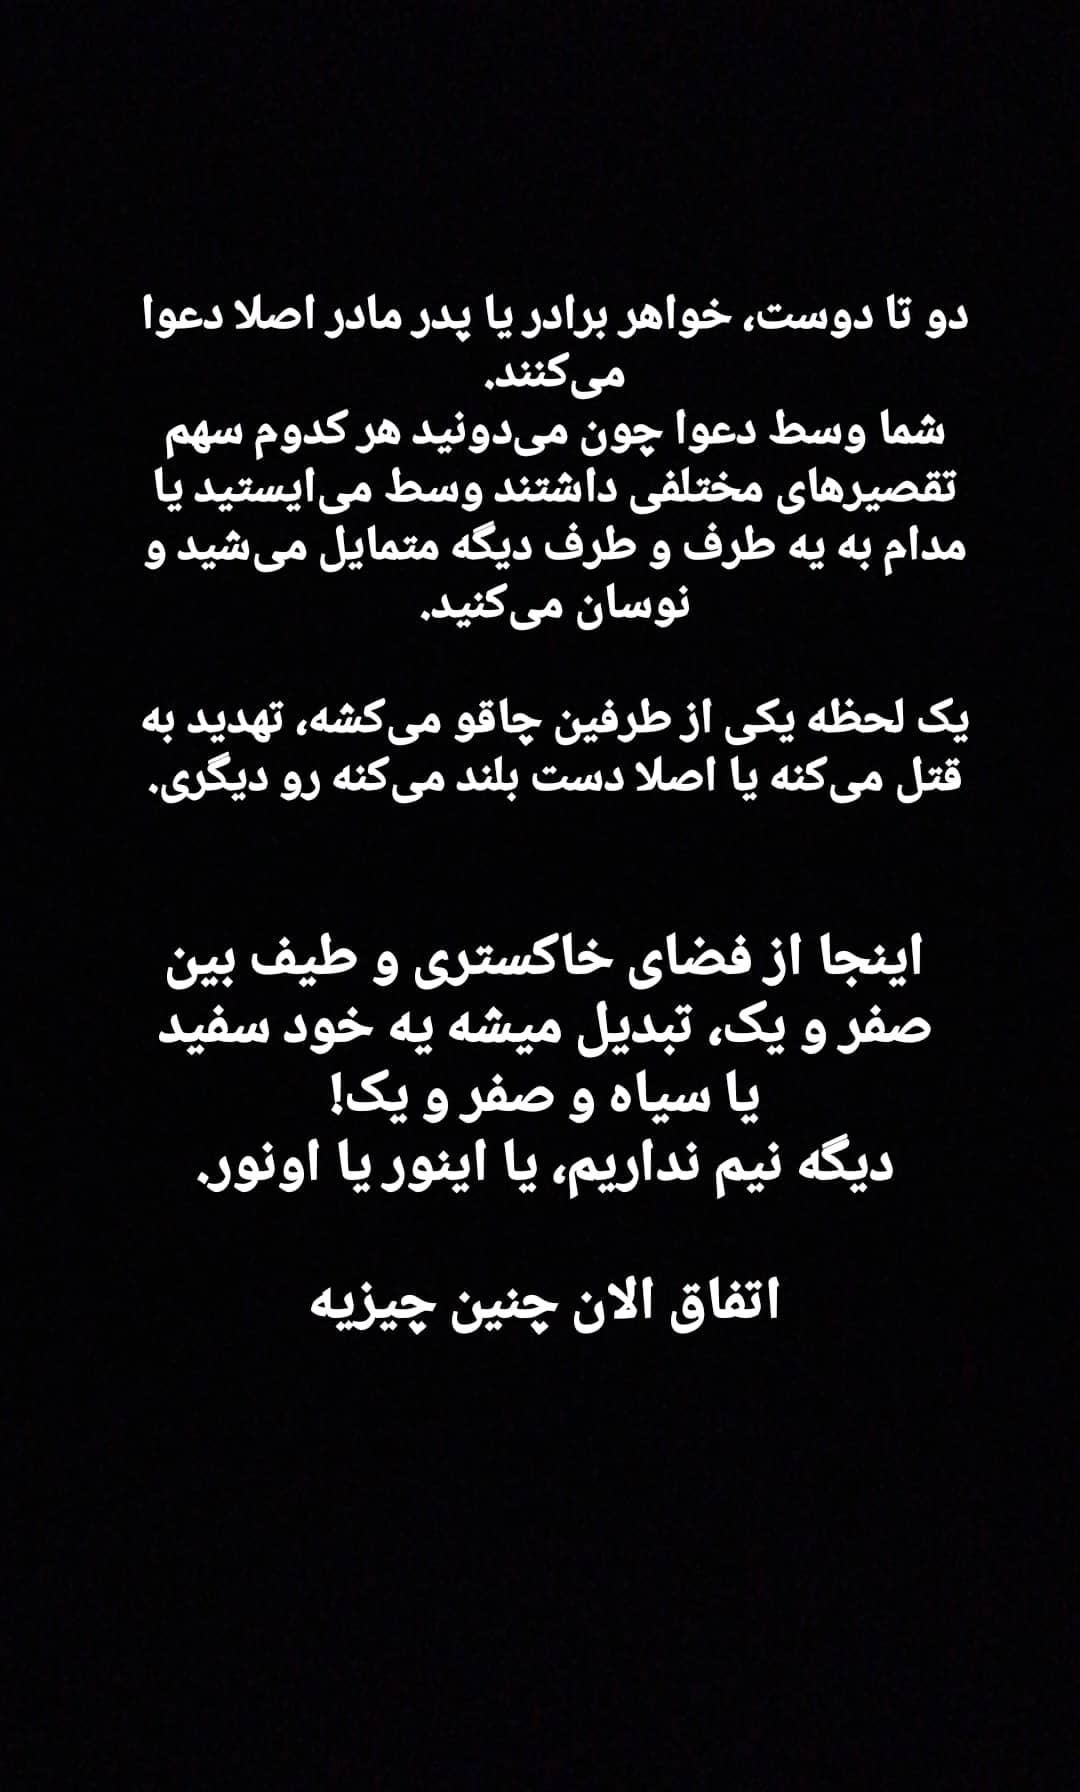 دو تا دوست، خواهر برادر یا پدر مادر اصلا دعوا
می‌کنند.
شما وسط دعوا چون می‌دونید هر کدوم سهم
تقصیرهای مختلفی داشتند وسط می‌ایستید یا
مدام به یه طرف و طرف دیگه متمایل می‌شید و
نوسان می‌کنید.
یک لحظه یکی از طرفین چاقو می‌کشه، تهدید به
قتل می‌کنه یا اصلا دست بلند می‌کنه رو دیگری.
اینجا از فضای خاکستری و طیف بین
صفر و یک، تبدیل میشه یه خود سفید
یا سیاه و صفر و یک!
دیگه نیم نداریم، یا اینور یا اونور.
اتفاق الان چنین چیزیه